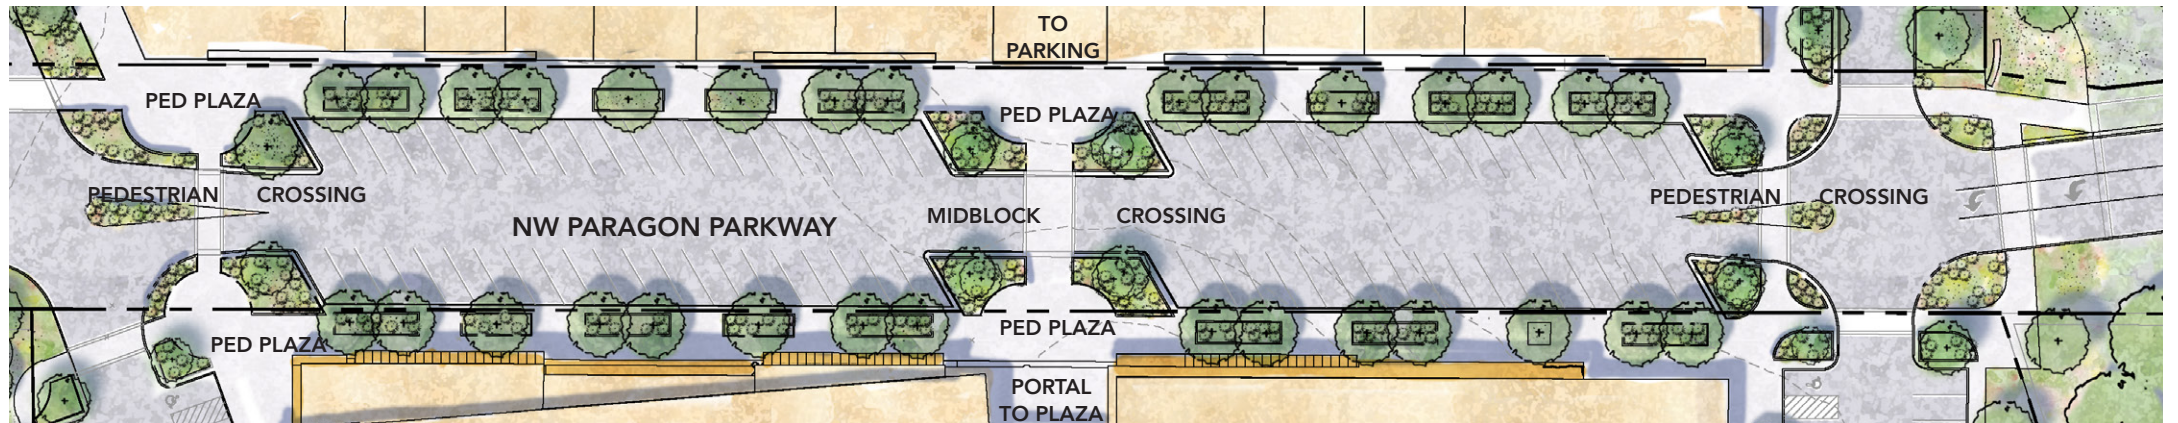 TO
PARKING
PED PLAZA
PED PLAZA
PEDESTRIAN CROSSING
NW PARAGON PARKWAY
MIDBLOCK CROSSING
PEDESTRIAN CROSSING
PED PLAZA
PED PLAZA
PORTAL
TO PLAZA